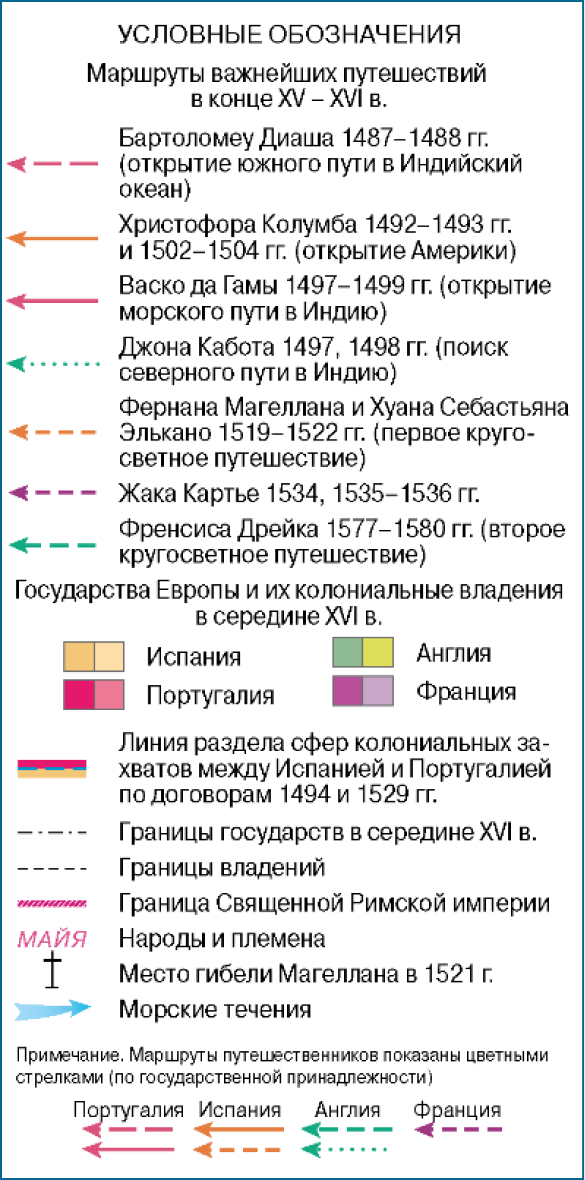 УСЛОВНЫЕ ОБОЗНАЧЕНИЯ
Маршруты важнейших путешествий
в конце XV – XVI в.
Бартоломеу Диаша 1487–1488 гг.
(открытие южного пути в Индийский
океан)
Христофора Колумба 1492–1493 гг.
и 1502–1504 гг. (открытие Америки)
Васко да Гамы 1497–1499 гг. (открытие
морского пути в Индию)
Джона Кабота 1497, 1498 гг. (поиск
северного пути в Индию)
Фернана Магеллана и Хуана Себастьяна
Элькано 1519–1522 гг. (первое круго-
светное путешествие)
Жака Картье 1534, 1535–1536 гг.
Френсиса Дрейка 1577–1580 гг. (второе
кругосветное путешествие)
Государства Европы и их колониальные владения
в середине XVI в.
Испания
Англия
Португалия
Франция
Линия раздела сфер колониальных за-
хватов между Испанией и Португалией
по договорам 1494 и 1529 гг.
Границы государств в середине XVI в.
Границы владений
Граница Священной Римской империи
МАЙЯ Народы и племена
Место гибели Магеллана в 1521 г.
Морские течения
Примечание. Маршруты путешественников показаны цветными
стрелками (по государственной принадлежности)
Португалия Испания Англия Франция